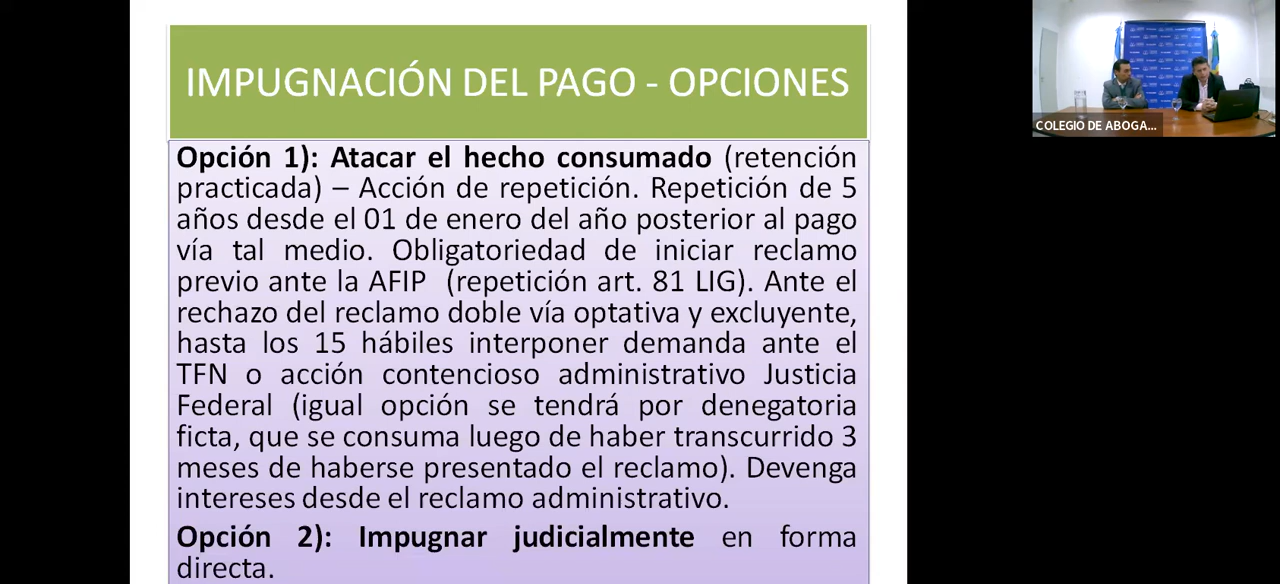 IMPUGNACIÓN DEL PAGO - OPCIONES
Opción 1): Atacar el hecho consumado (retención
practicada) – Acción de repetición. Repetición de 5
años desde el 01 de enero del año posterior al pago
vía tal medio. Obligatoriedad de iniciar reclamo
previo ante la AFIP (repetición art. 81 LIG). Ante el
rechazo del reclamo doble vía optativa y excluyente,
hasta los 15 hábiles interponer demanda ante el
TFN o acción contencioso administrativo Justicia
Federal (igual opción se tendrá por denegatoria
ficta, que se consuma luego de haber transcurrido 3
meses de haberse presentado el reclamo). Devenga
intereses desde el reclamo administrativo.
Opción 2): Impugnar judicialmente en forma
directa.
COLEGIO DE ABOGA...